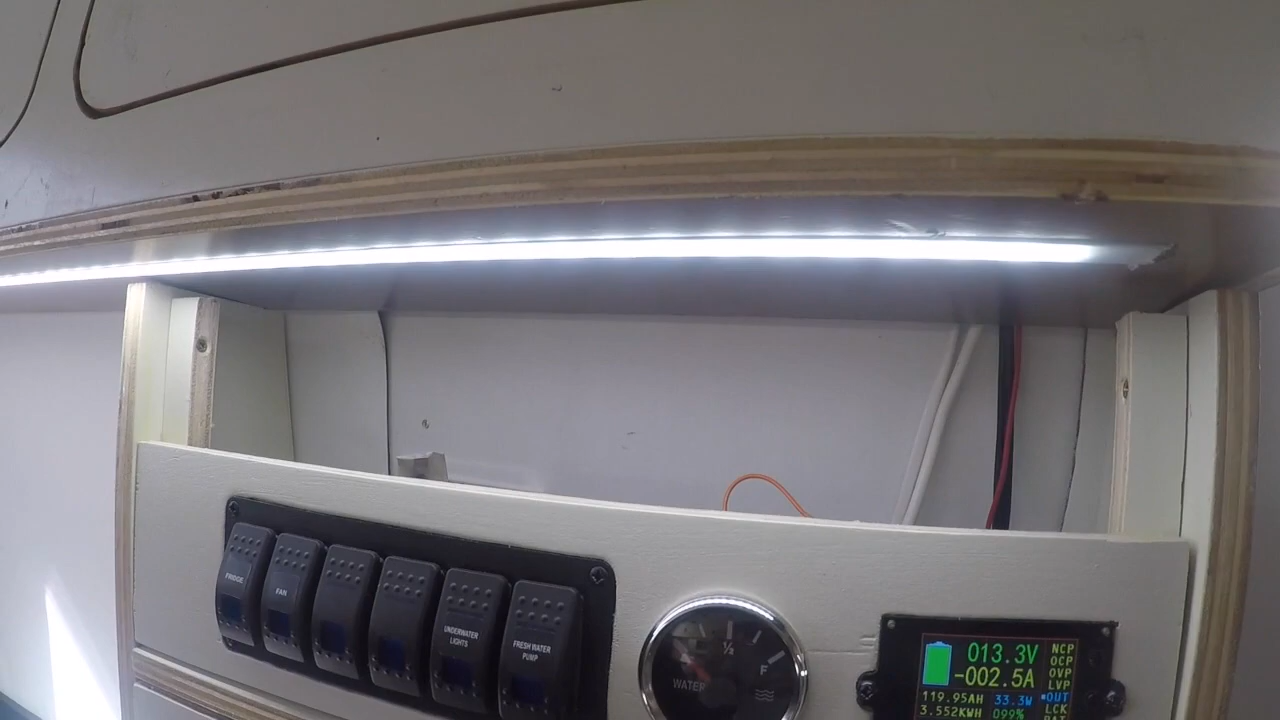 FRIDGE
FAN
UNDERWATER
LIGHTS
FRESH WATER
PUMP
½
F
WATER
013.3V
-002.5A
119.95AH 33.3W
3.552KWH 099%
NCP
OCP
OVP
LVP
OUT
LCK